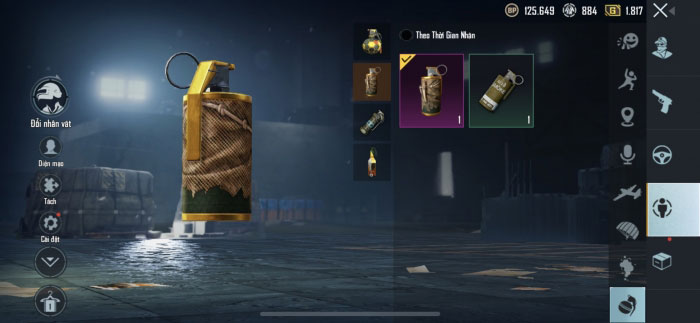 BP 125.649 884 G 1.817
Theo Thời Gian Nhận
1 1
Đổi nhân vật
Diện mạo
Tách
Cài đặt